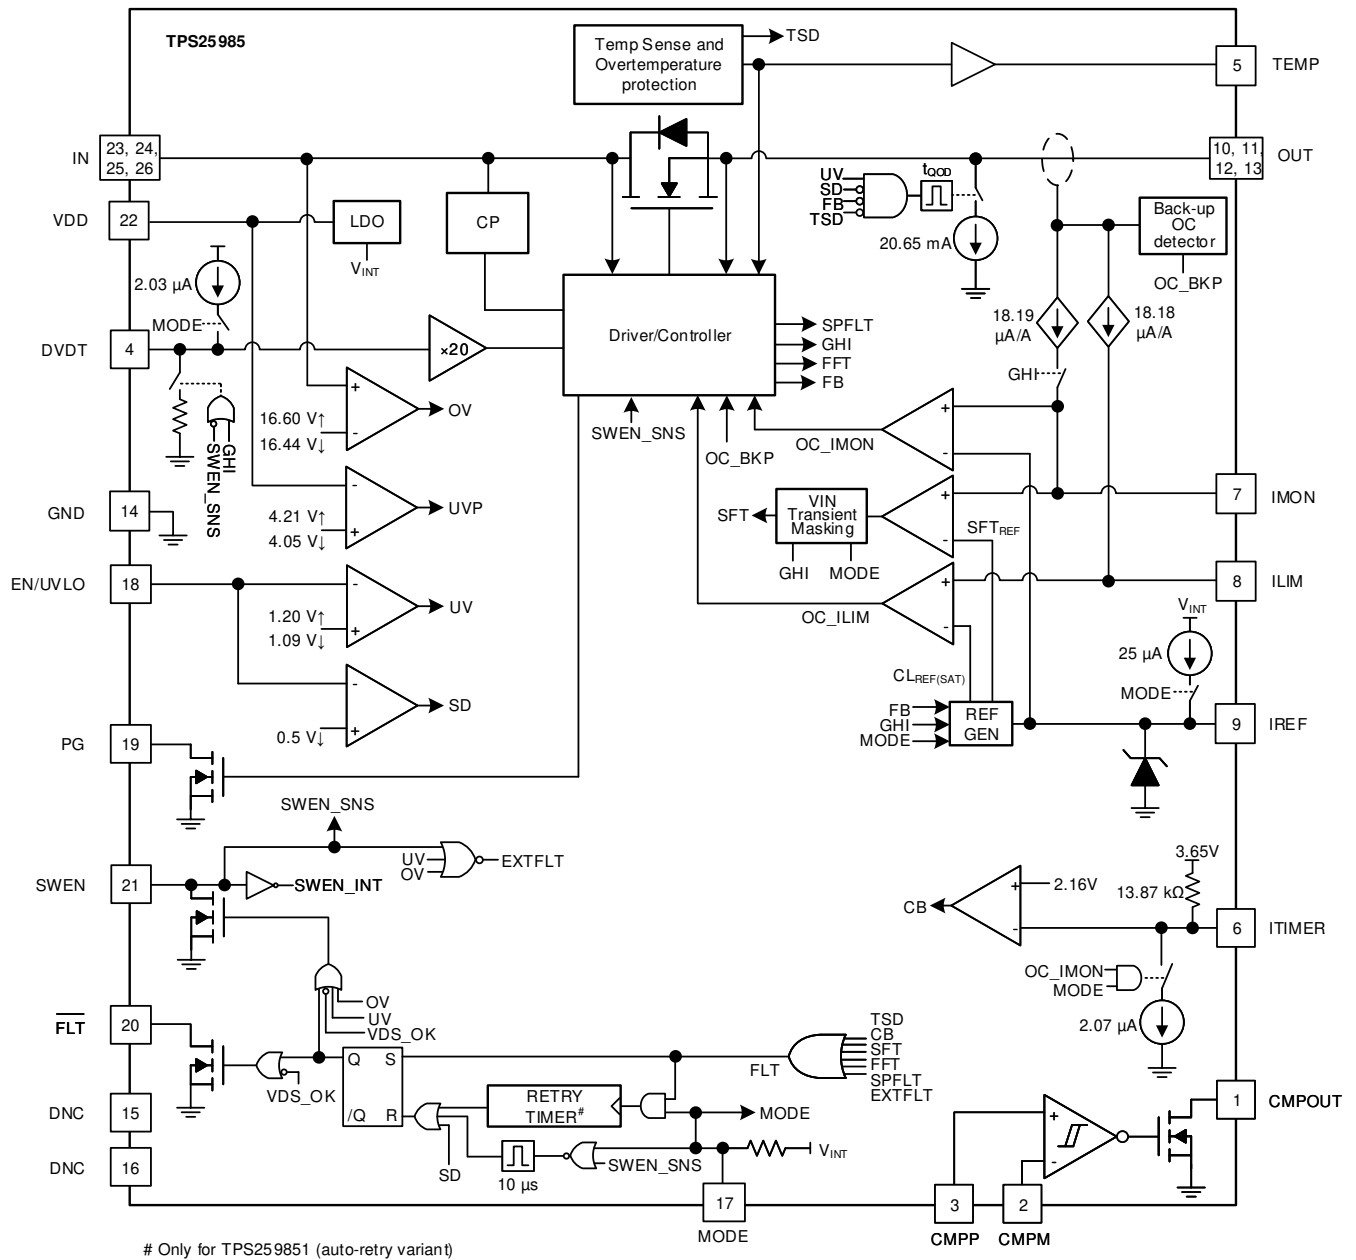 TPS25985
Temp Sense and
Overtemperature
protection
TSD
5
TEMP
IN
23, 24,
25, 26
10, 11,
12, 13
OUT
VDD
22
LDO
VINT
CP
UV
SD
FB
TSD
tQOD
20.65 mA
Back-up
OC
detector
OC_BKP
2.03 µA
MODE
DVDT
4
×20
Driver/Controller
SPFLT
GHI
FFT
FB
18.19
µA/A
18.18
µA/A
GHI
GHI
SWEN_SNS
+
16.60 V↑
16.44 V↓
-
OV
SWEN_SNS
OC_BKP
OC_IMON
+
-
GND
14
-
4.21 V↑
4.05 V↓
+
UVP
SFT
VIN
Transient
Masking
GHI
MODE
+
-
SFTREF
7
IMON
EN/UVLO
18
-
1.20 V↑
1.09 V↓
+
UV
OC_ILIM
+
-
8
ILIM
VINT
25 µA
MODE
-
0.5 V↓
+
SD
CLREF(SAT)
FB
GHI
MODE
REF
GEN
9
IREF
PG
19
SWEN_SNS
UV
OV
EXTFLT
SWEN
21
SWEN_INT
CB
+
-
2.16V
3.65V
13.87 kΩ
6
ITIMER
OC_IMON
MODE
2.07 µA
OV
UV
VDS_OK
FLT
20
VDS_OK
Q
S
/Q
R
FLT
TSD
CB
SFT
FFT
SPFLT
EXTFLT
RETRY
TIMER#
MODE
DNC
15
DNC
16
SD
10 µs
SWEN_SNS
VINT
17
MODE
+
-
1
CMPOUT
3
CMPP
2
CMPM
# Only for TPS259851 (auto-retry variant)